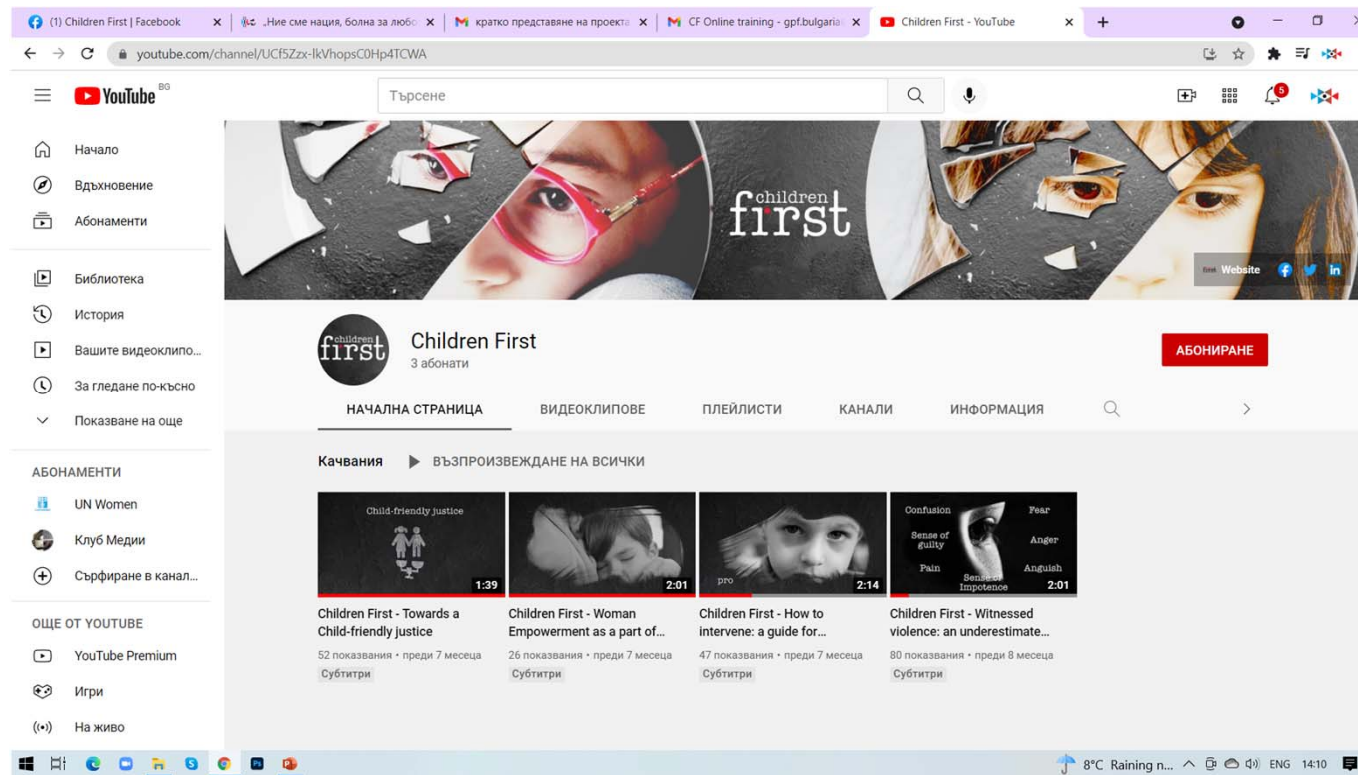 (1) Children First | Facebook
„Ние сме нация, болна за любо
кратко представяне на проекта
CF Online training - gpf.bulgaria
Children First - YouTube
youtube.com/channel/UCf5Zzx-lkVhopsC0Hp4TCWA
YouTube BG
Търсене
5
Начало
Вдъхновение
Абонаменти
Библиотека
История
Вашите видеоклипо...
За гледане по-късно
Показване на още
АБОНАМЕНТИ
UN Women
Клуб Медии
Сърфиране в канал...
ОЩЕ ОТ YOUTUBE
YouTube Premium
Игри
На живо
children
first
Website
children
first
Children First
3 абонати
АБОНИРАНЕ
НАЧАЛНА СТРАНИЦА
ВИДЕОКЛИПОВЕ
ПЛЕЙЛИСТИ
КАНАЛИ
ИНФОРМАЦИЯ
Качвания
ВЪЗПРОИЗВЕЖДАНЕ НА ВСИЧКИ
Child-friendly justice
1:39
Children First - Towards a
Child-friendly justice
52 показвания • преди 7 месеца
Субтитри
2:01
Children First - Woman
Empowerment as a part of...
26 показвания • преди 7 месеца
Субтитри
pro
2:14
Children First - How to
intervene: a guide for...
47 показвания • преди 7 месеца
Субтитри
Confusion
Fear
Sense of
guilty
Anger
Pain
Anguish
Sense of
Impotence
2:01
Children First - Witnessed
violence: an underestimate...
80 показвания • преди 8 месеца
Субтитри
8°C Raining n...
ENG
14:10